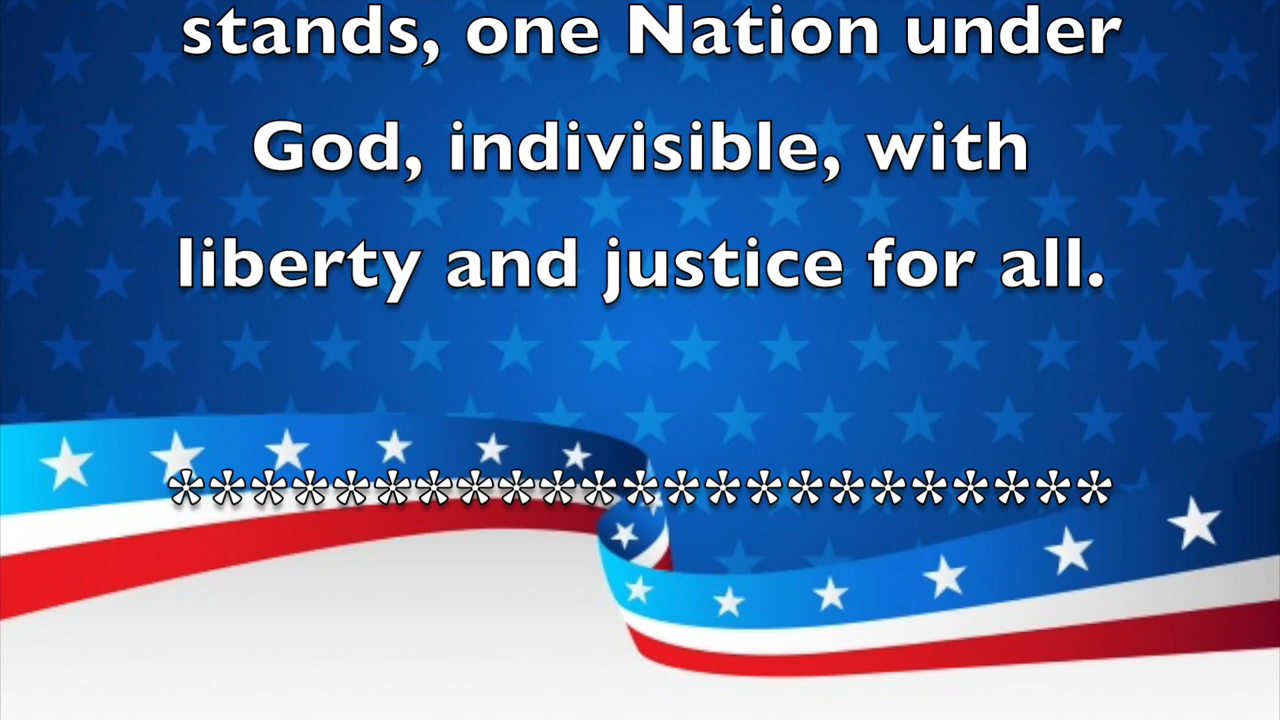 stands, one Nation under
God, indivisible, with
liberty and justice for all.
***********************